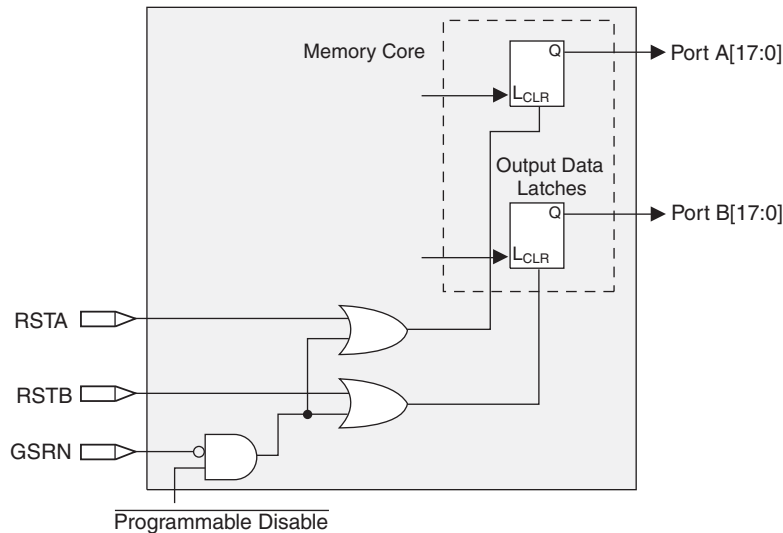 Memory Core
Q
Port A[17:0]
LCLR
Output Data
Latches
Q
Port B[17:0]
LCLR
RSTA
RSTB
GSRN
Programmable Disable